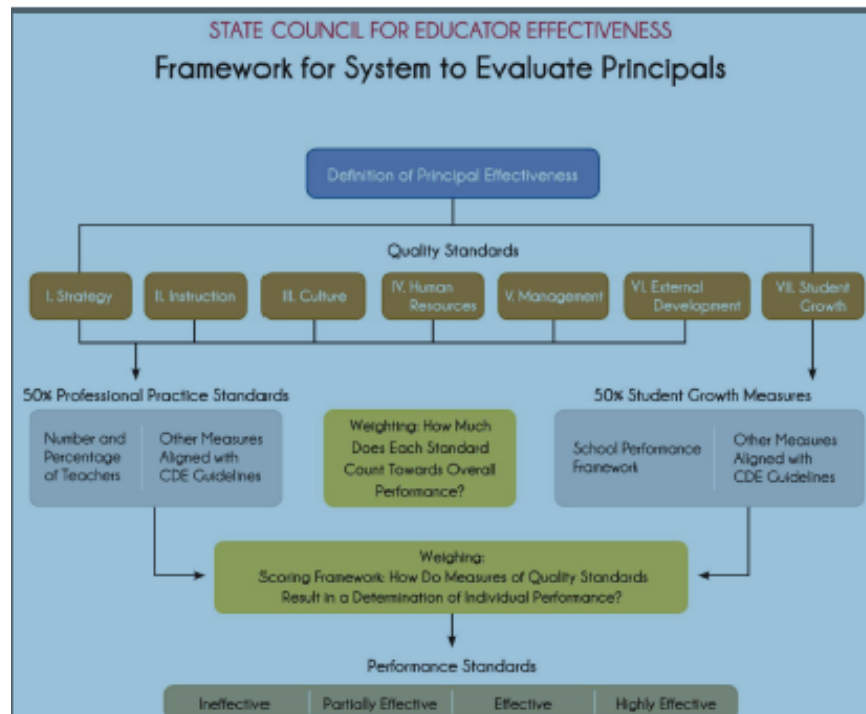 STATE COUNCIL FOR EDUCATOR EFFECTIVENESS
Framework for System to Evaluate Principals
Definition of Principal Effectiveness
Quality Standards
I. Strategy
II. Instruction
III. Culture
IV. Human
Resources
V. Management
VI. External
Development
VII. Student
Growth
50% Professional Practice Standards
Number and
Percentage
of Teachers
Other Measures
Aligned with
CDE Guidelines
Weighting: How Much
Does Each Standard
Count Towards Overall
Performance?
50% Student Growth Measures
School Performance
Framework
Other Measures
Aligned with
CDE Guidelines
Weighing:
Scoring Framework: How Do Measures of Quality Standards
Result in a Determination of Individual Performance?
Performance Standards
Ineffective
Partially Effective
Effective
Highly Effective